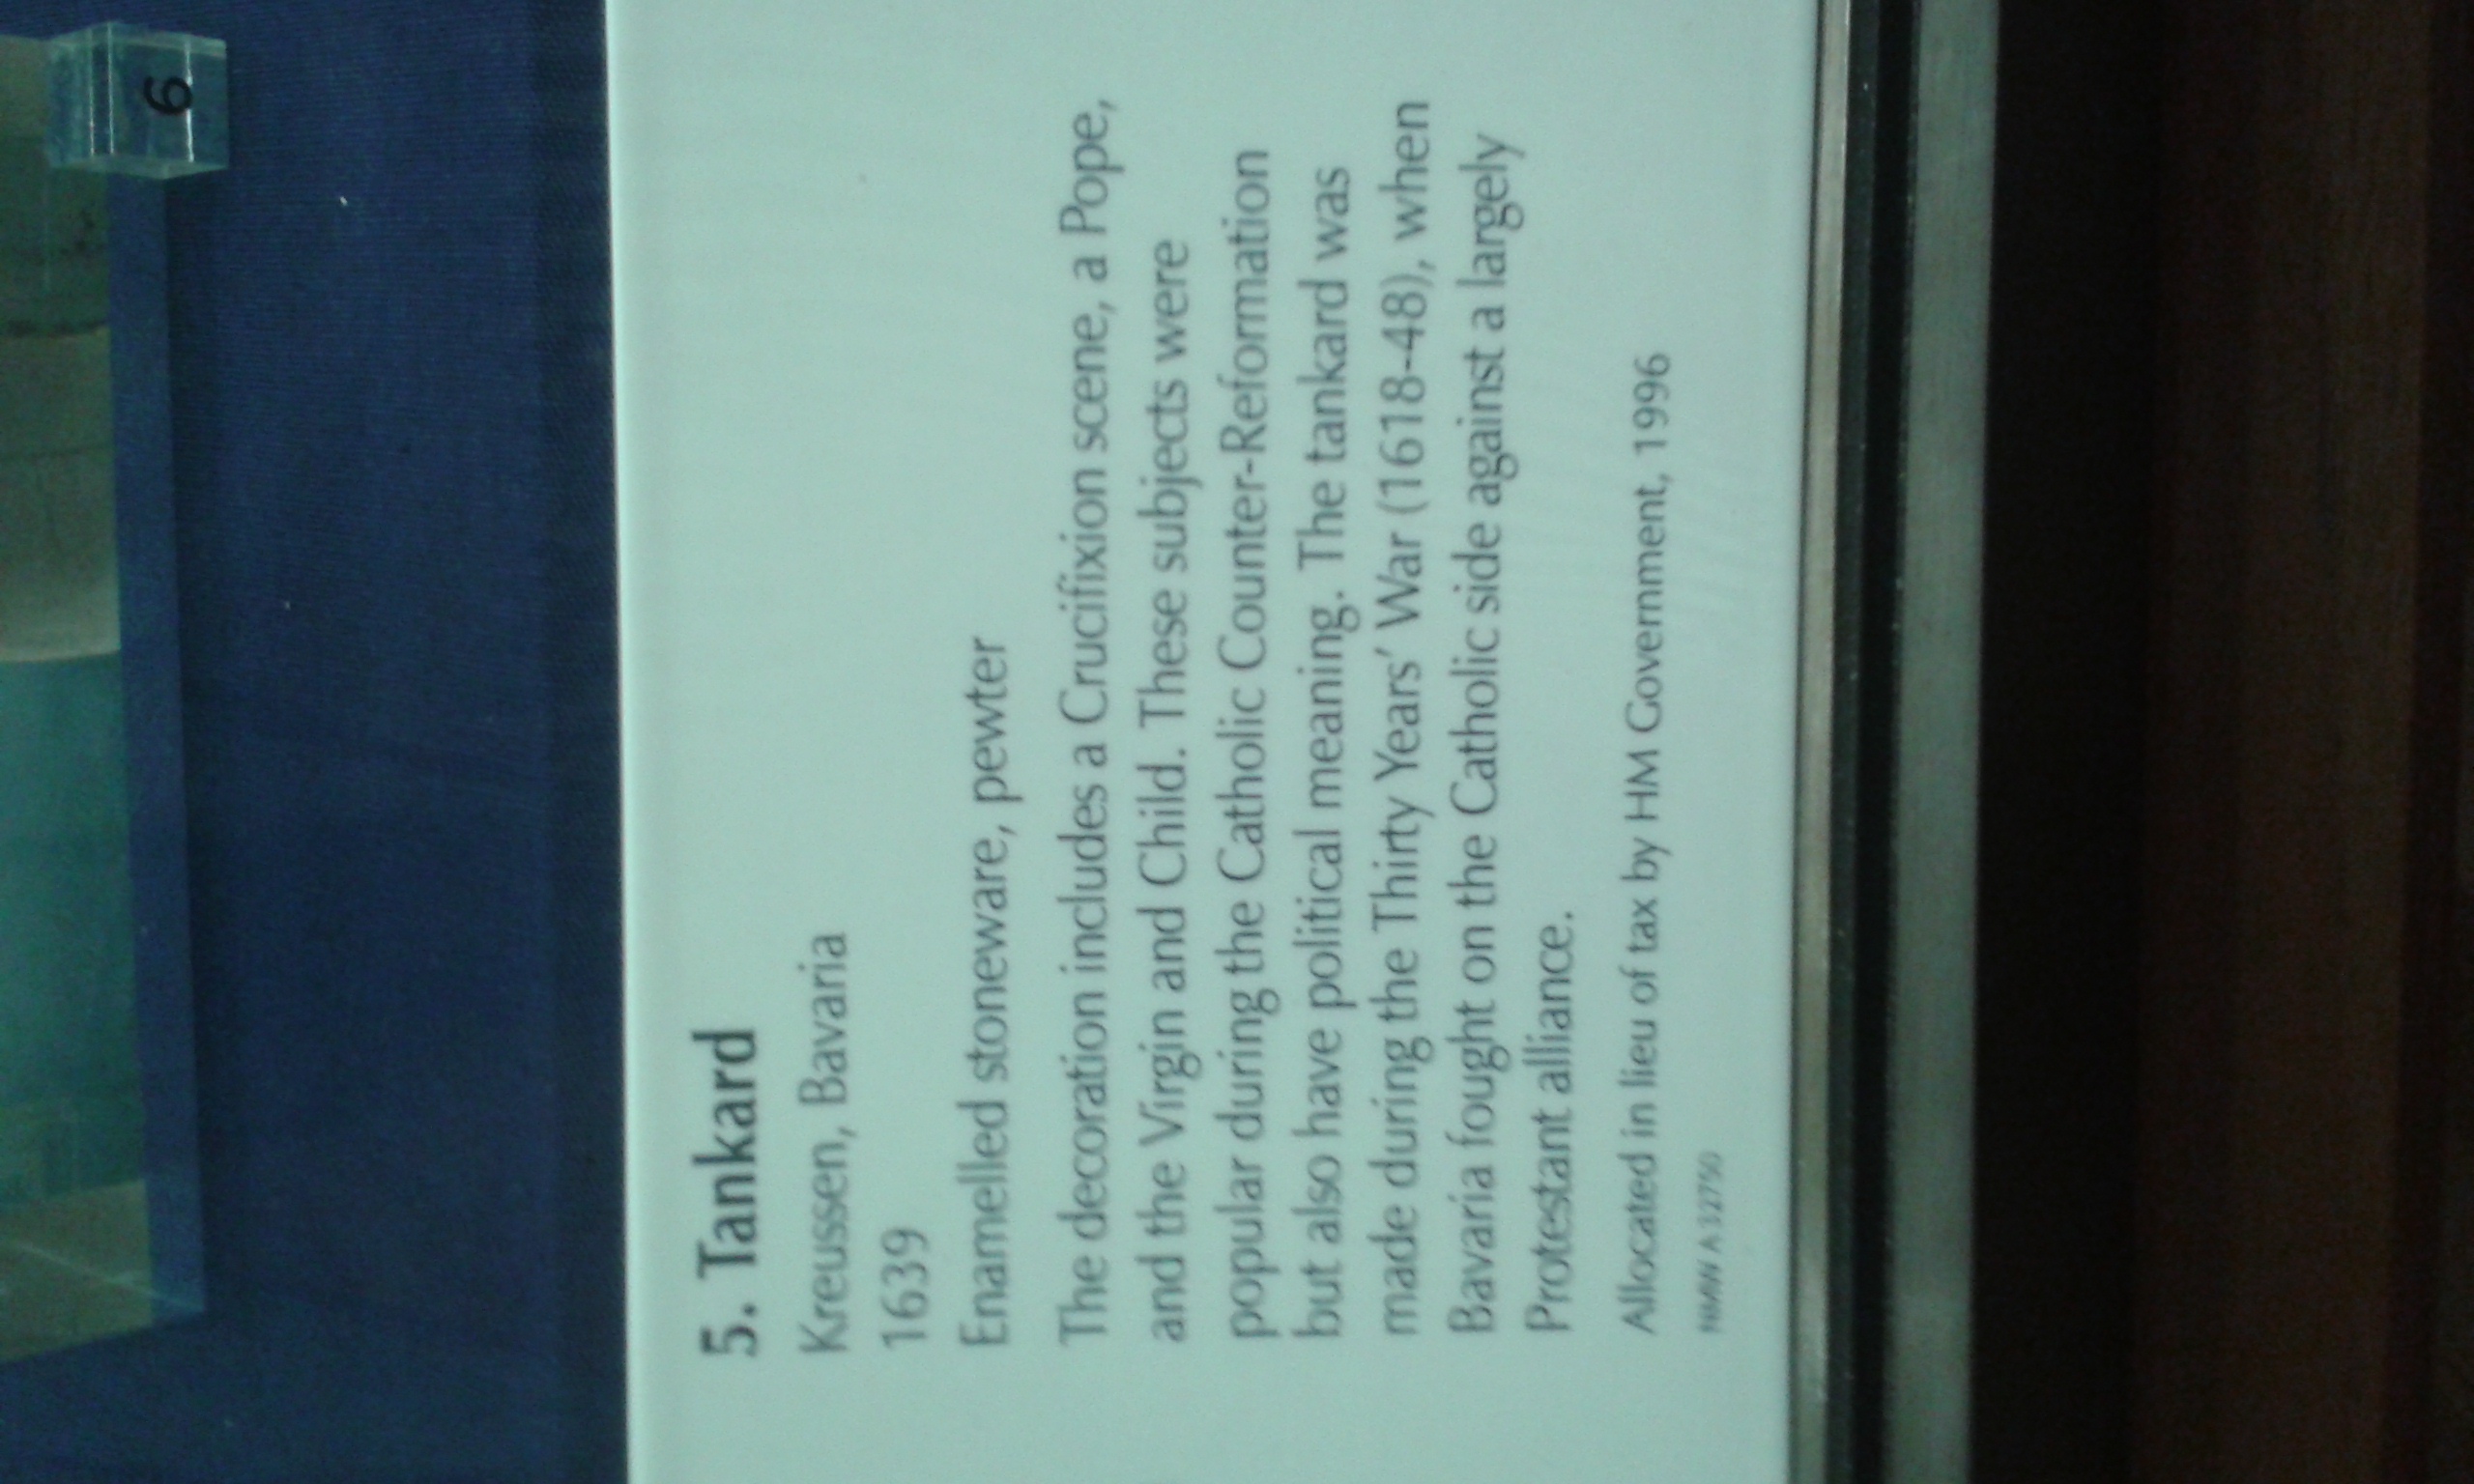 6
5. Tankard
Kreussen, Bavaria
1639
Enamelled stoneware, pewter
The decoration includes a Crucifixion scene, a Pope,
and the Virgin and Child. These subjects were
popular during the Catholic Counter-Reformation
but also have political meaning. The tankard was
made during the Thirty Years' War (1618-48), when
Bavaria fought on the Catholic side against a largely
Protestant alliance.
Allocated in lieu of tax by HM Government, 1996
NMW A 32750